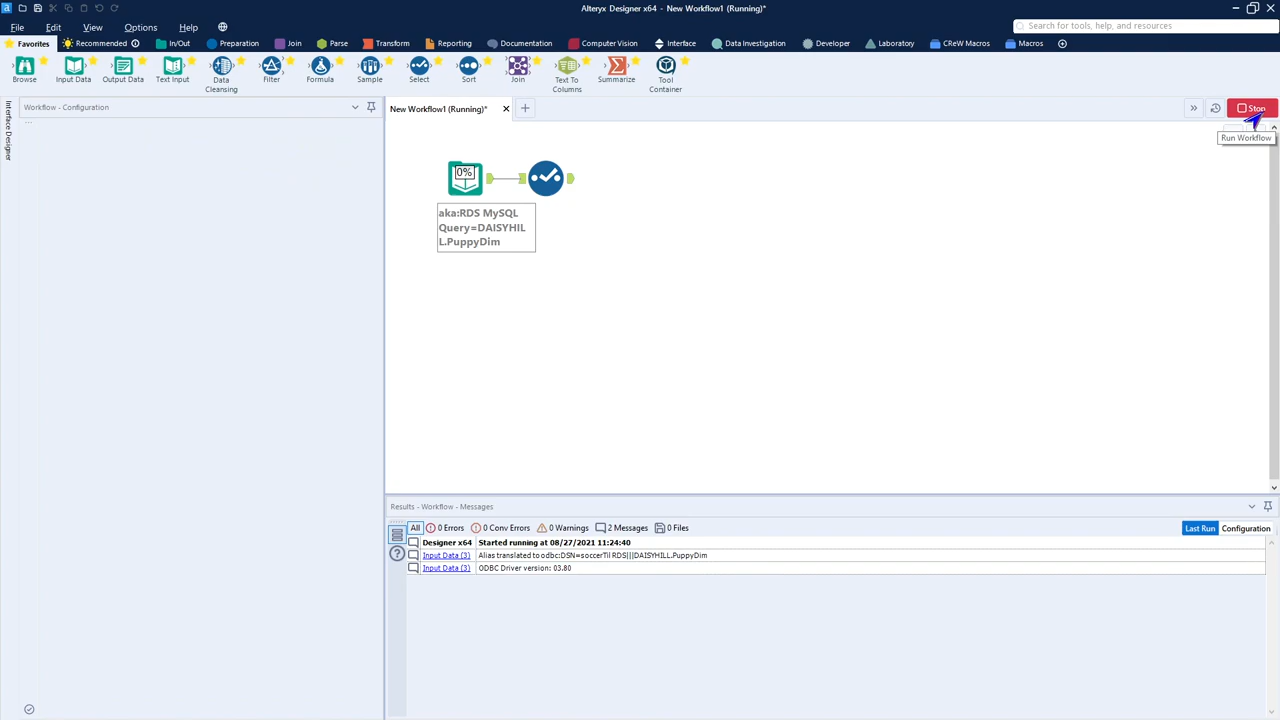 Alteryx Designer x64 - New Workflow1*
File Edit View Options Help
Search for tools, help, and resources
Favorites Recommended In/Out Preparation Join Parse Transform Reporting Documentation Computer Vision Interface Data Investigation Developer Laboratory CReW Macros Macros
Browse Input Data Output Data Text Input Data Cleansing Filter Formula Sample Select Sort Join Text To Columns Summarize Tool Container
Interface Designer
Workflow - Configuration
New Workflow1 (Running)*
Stop
Run Workflow
0%
aka:RDS MySQL
Query=DAISYHIL
L.PuppyDim
Results - Workflow - Messages
All 0 Errors 0 Conv Errors 0 Warnings 2 Messages 0 Files Last Run Configuration
Designer x64 Started running at 08/27/2021 11:24:40
Input Data (3) Alias translated to odbc:DSN=soccerTil RDS|||DAISYHILL.PuppyDim
Input Data (3) ODBC Driver version: 03.80